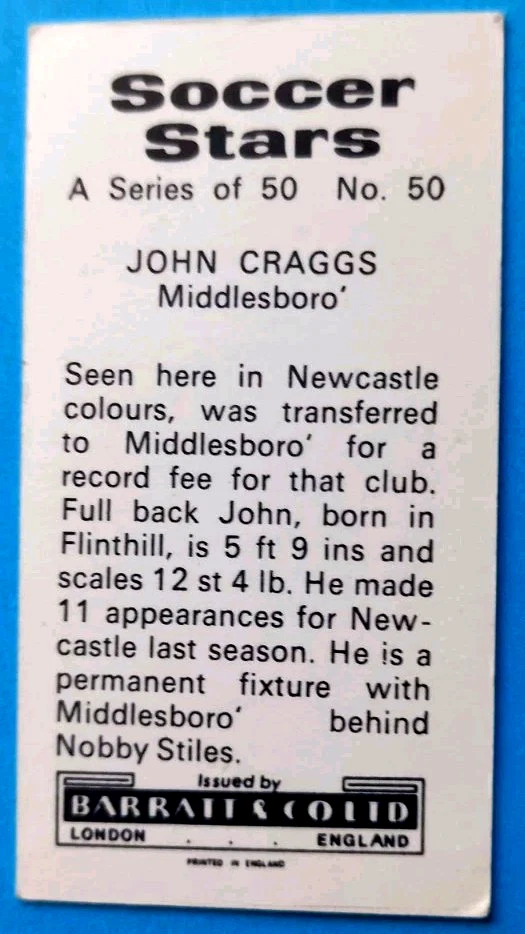 Soccer
Stars
A Series of 50 No. 50
JOHN CRAGGS
Middlesboro'
Seen here in Newcastle
colours, was transferred
to Middlesboro' for a
record fee for that club.
Full back John, born in
Flinthill, is 5 ft 9 ins and
scales 12 st 4 lb. He made
11 appearances for New-
castle last season. He is a
permanent fixture with
Middlesboro' behind
Nobby Stiles.
Issued by
BARRATT & CO LTD
LONDON . . . ENGLAND
PRINTED IN ENGLAND